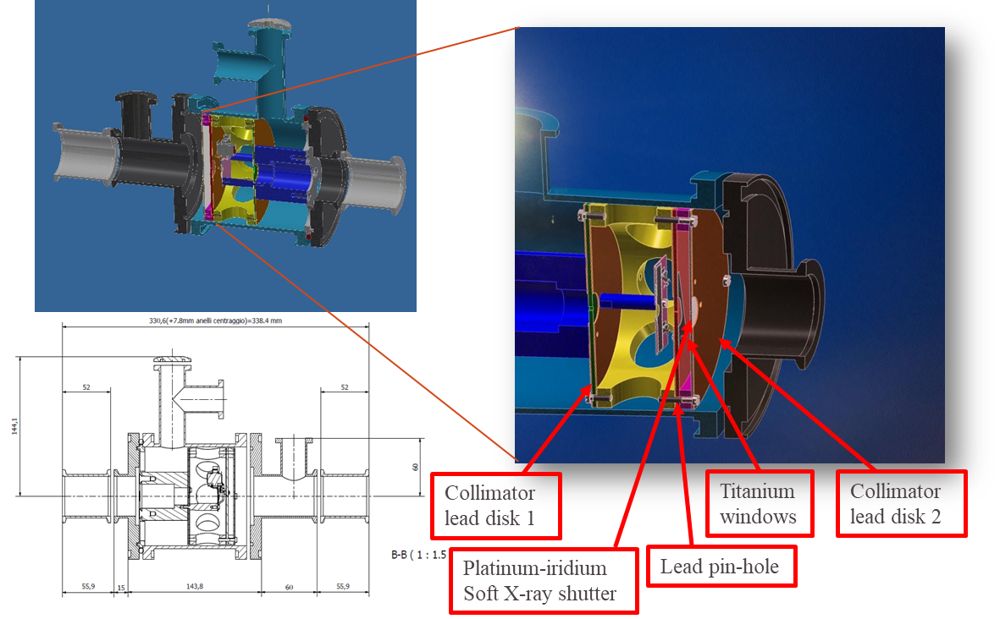 330,6(+7.8mm anelli centraggio)=338.4 mm
52
52
144,1
60
B-B ( 1 : 1.5
55,9
15
143,8
60
55,9
Collimator
lead disk 1
Platinum-iridium
Soft X-ray shutter
Lead pin-hole
Titanium
windows
Collimator
lead disk 2